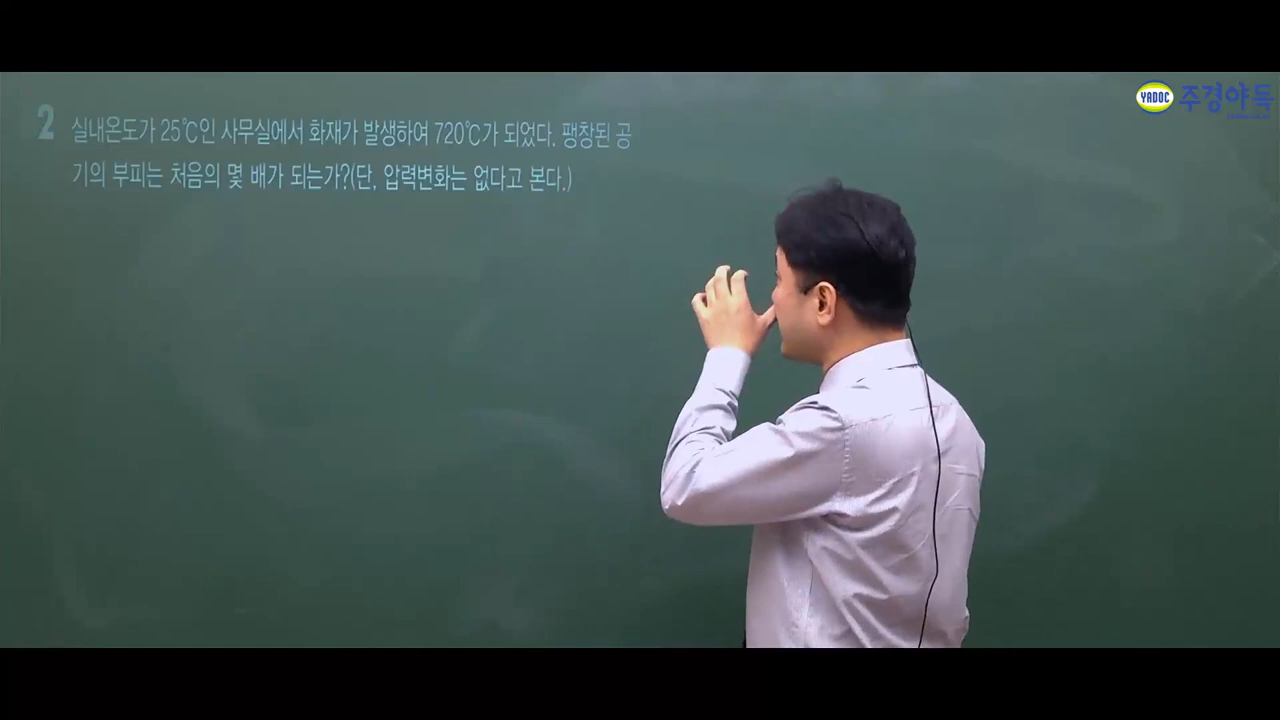 YADOC 주경야독
2 실내온도가 25℃인 사무실에서 화재가 발생하여 720℃가 되었다. 팽창된 공
기의 부피는 처음의 몇 배가 되는가?(단, 압력변화는 없다고 본다.)